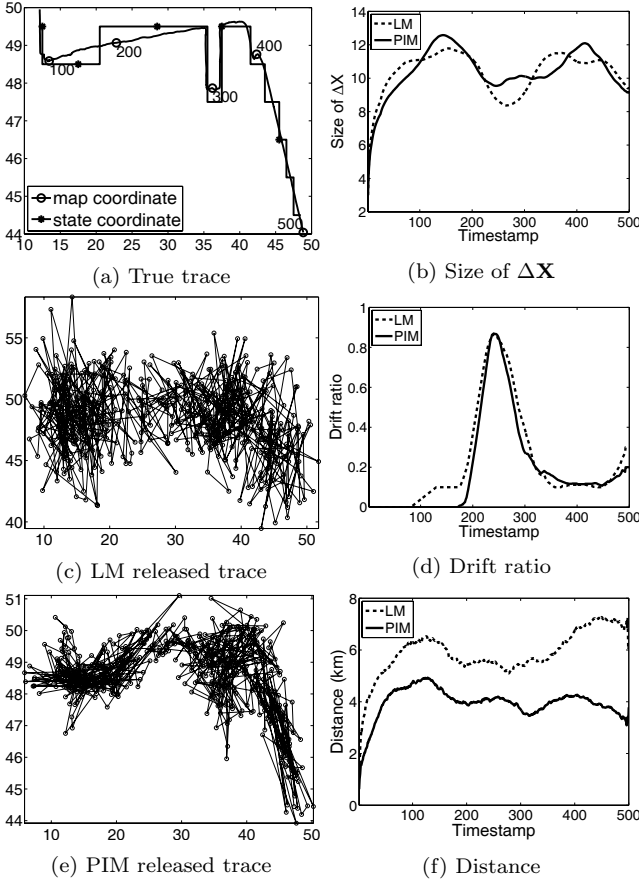 50
49
48
47
46
45
44
10 15 20 25 30 35 40 45 50
100
200
300
400
500
map coordinate
state coordinate
(a) True trace
Size of ΔX
14
12
10
8
6
4
2
100 200 300 400 500
Timestamp
LM
PIM
(b) Size of ΔX
55
50
45
40
10 20 30 40 50
(c) LM released trace
Drift ratio
1
0.8
0.6
0.4
0.2
0
100 200 300 400 500
Timestamp
LM
PIM
(d) Drift ratio
51
50
49
48
47
46
45
44
10 20 30 40 50
(e) PIM released trace
Distance (km)
8
6
4
2
0
0 100 200 300 400 500
Timestamp
LM
PIM
(f) Distance